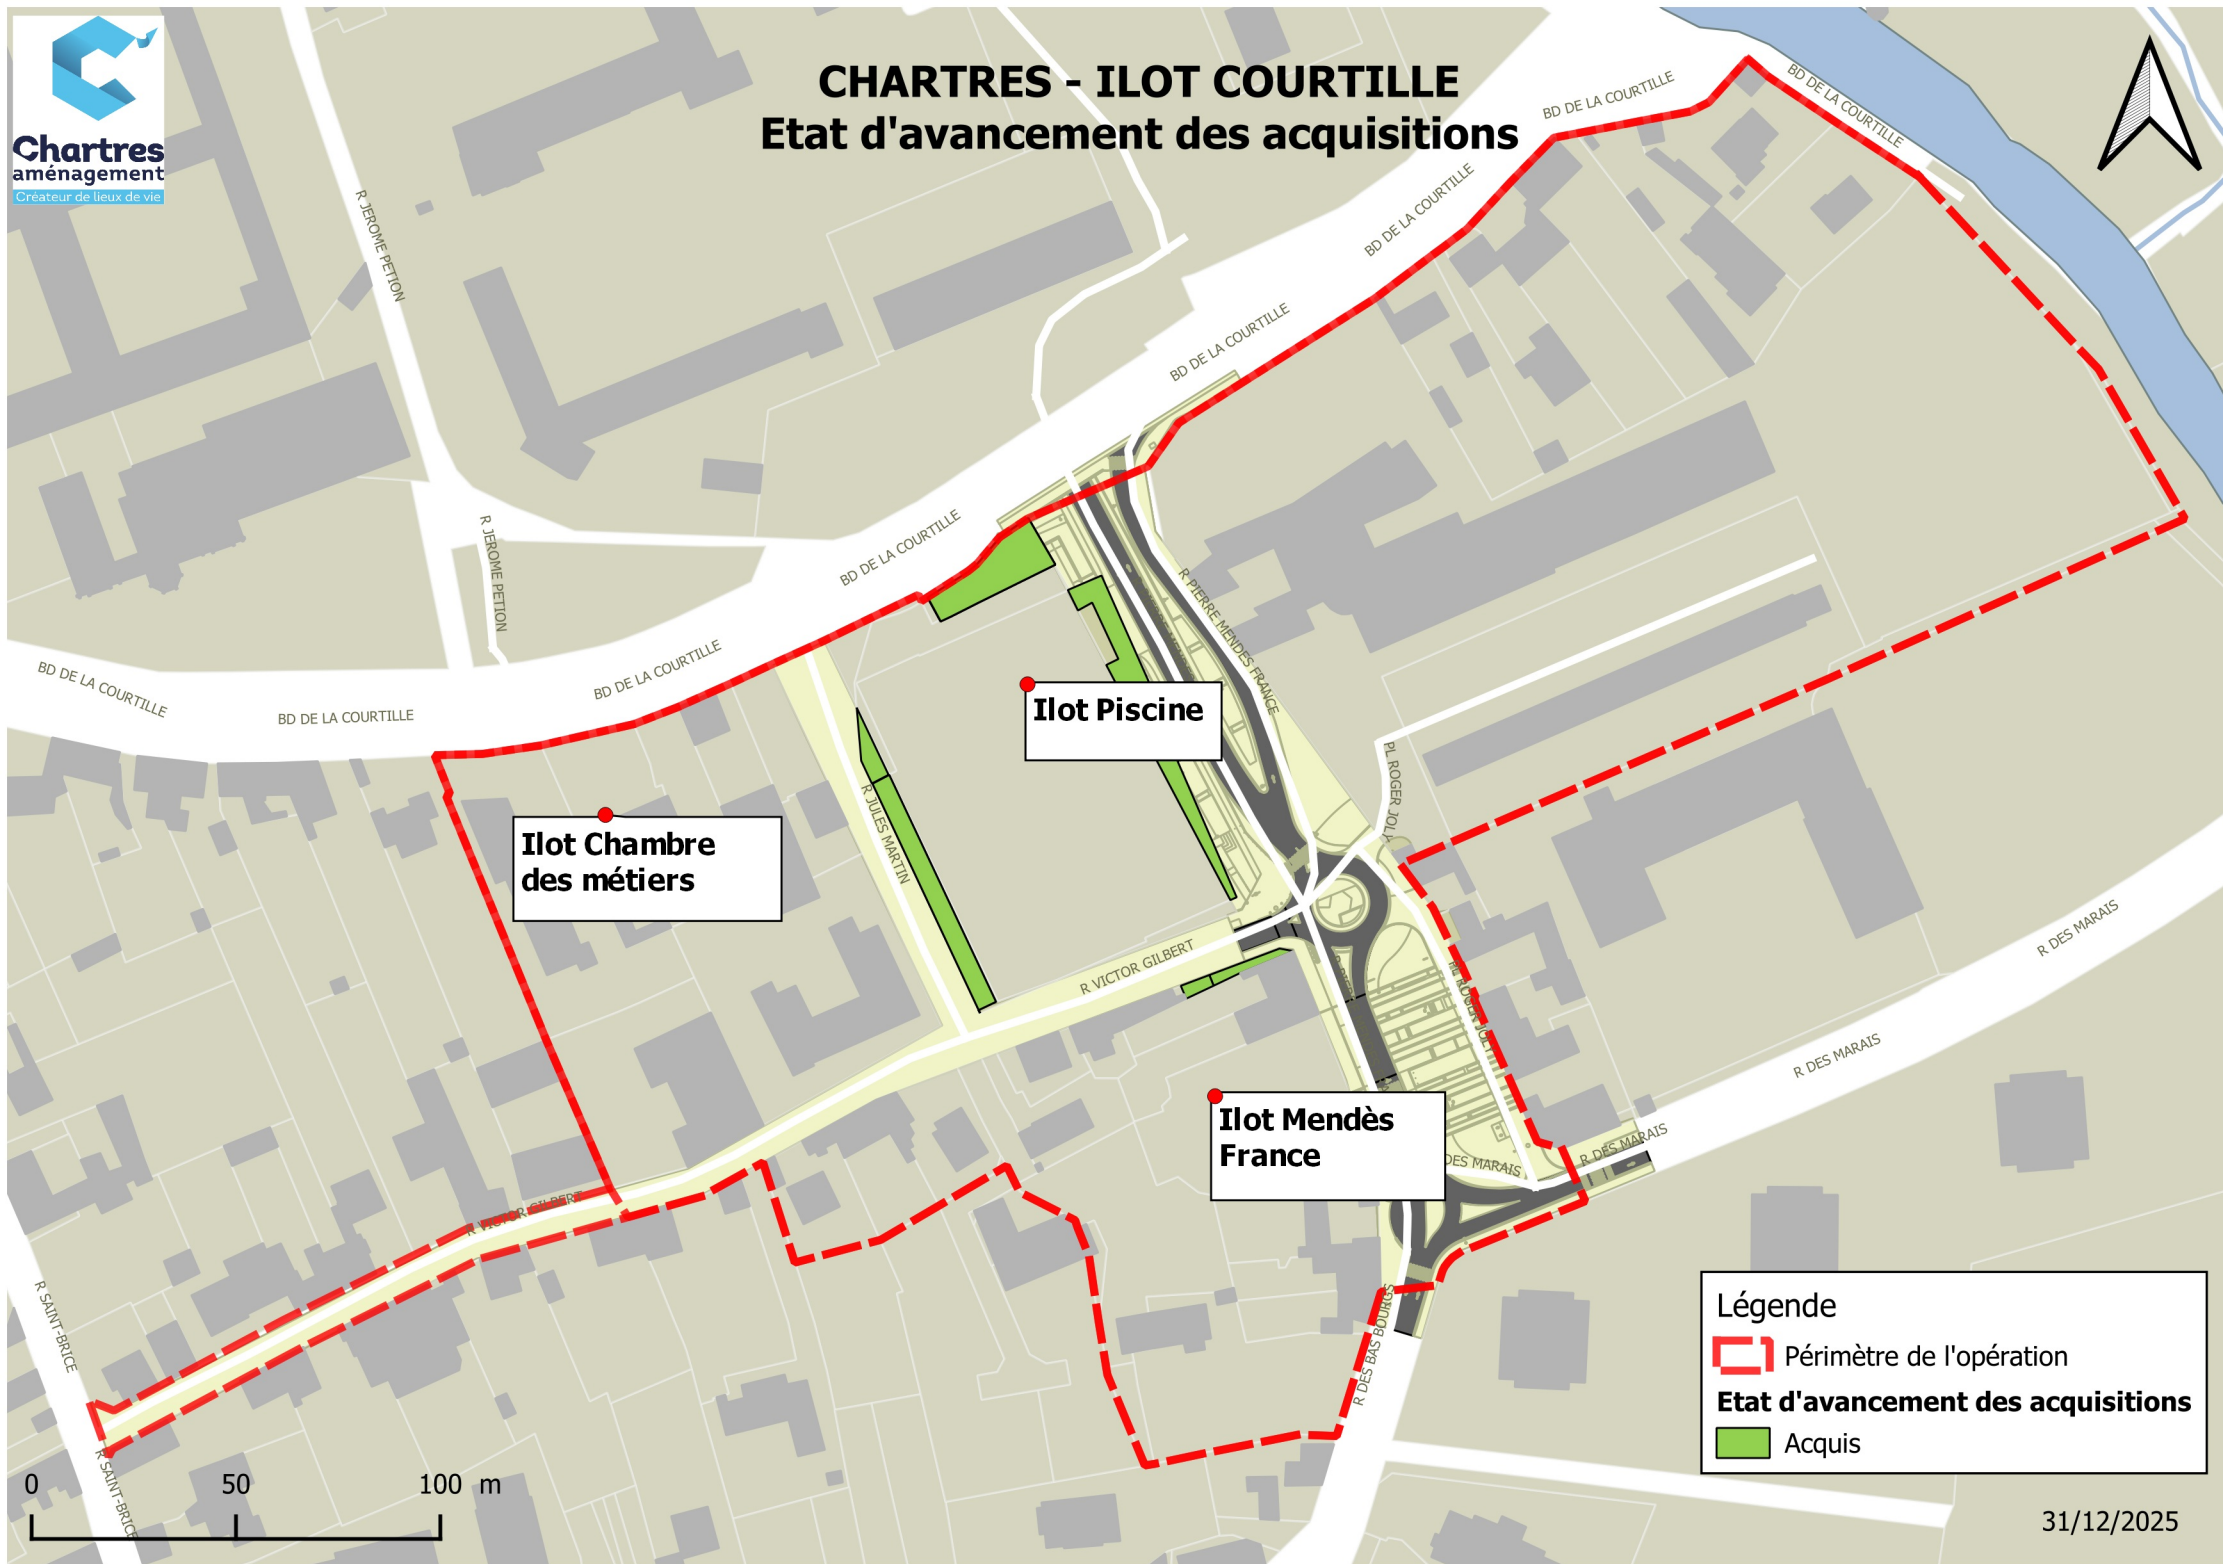 Chartres
aménagement
Créateur de lieux de vie
CHARTRES - ILOT COURTILLE
Etat d'avancement des acquisitions
BD DE LA COURTILLE
BD DE LA COURTILLE
BD DE LA COURTILLE
BD DE LA COURTILLE
BD DE LA COURTILLE
BD DE LA COURTILLE
BD DE LA COURTILLE
BD DE LA COURTILLE
R JEROME PETION
R JEROME PETION
R PIERRE MENDES FRANCE
Ilot Piscine
PL ROGER JOLY
Ilot Chambre
des métiers
R JULES MARTIN
R VICTOR GILBERT
R DES MARAIS
R DES MARAIS
PL ROGER JOLY
Ilot Mendès
France
DES MARAIS
R DES MARAIS
R VICTOR GILBERT
R SAINT-BRICE
R SAINT-BRICE
R DES BAS BOURGS
Légende
Périmètre de l'opération
Etat d'avancement des acquisitions
Acquis
0 50 100 m
31/12/2025